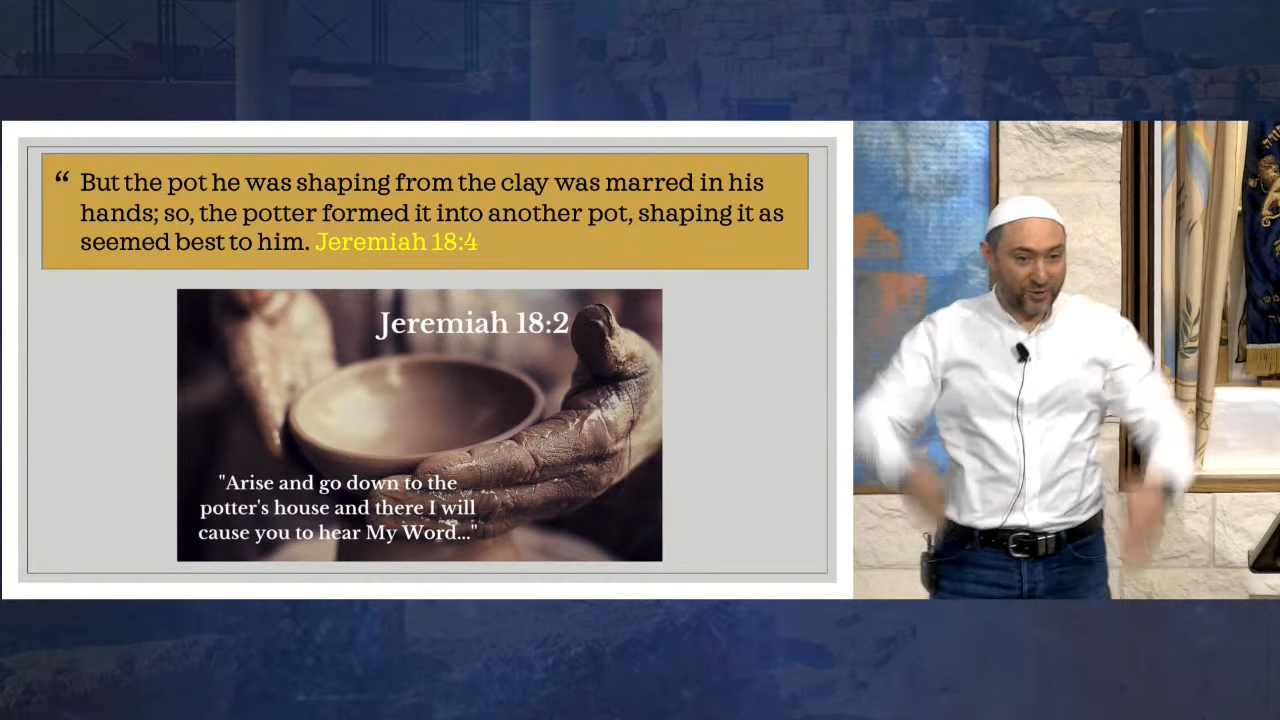 “ But the pot he was shaping from the clay was marred in his
hands; so, the potter formed it into another pot, shaping it as
seemed best to him. Jeremiah 18:4
Jeremiah 18:2
"Arise and go down to the
potter's house and there I will
cause you to hear My Word..."